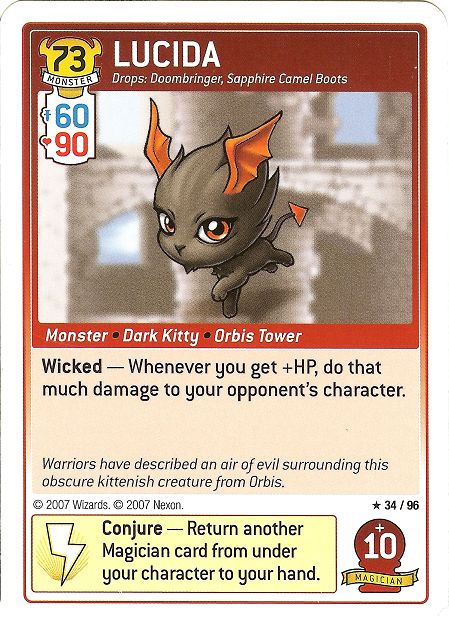 73
MONSTER
LUCIDA
Drops: Doombringer, Sapphire Camel Boots
60
90
Monster • Dark Kitty • Orbis Tower
Wicked — Whenever you get +HP, do that
much damage to your opponent's character.
Warriors have described an air of evil surrounding this
obscure kittenish creature from Orbis.
© 2007 Wizards. © 2007 Nexon.
★ 34 / 96
Conjure — Return another
Magician card from under
your character to your hand.
+
10
MAGICIAN